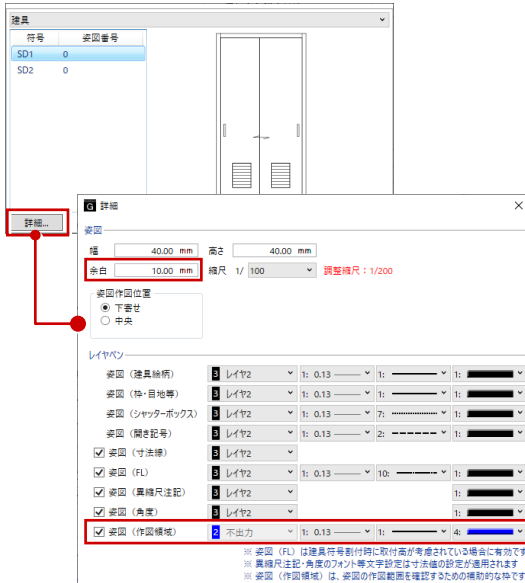 建具
符号 姿図番号
SD1 0
SD2 0
詳細...
G 詳細
姿図
幅 40.00 mm 高さ 40.00 mm
余白 10.00 mm 縮尺 1/ 100 調整縮尺：1/200
姿図作図位置
下寄せ
中央
レイヤペン
姿図（建具絵柄） 3 レイヤ2 1: 0.13 1: 1:
姿図（枠・目地等） 3 レイヤ2 1: 0.13 1: 1:
姿図（シャッターボックス） 3 レイヤ2 1: 0.13 7: 1:
姿図（開き記号） 3 レイヤ2 1: 0.13 2: 1:
姿図（寸法線） 3 レイヤ2
姿図（FL） 3 レイヤ2 1: 0.13 10: 1:
姿図（異縮尺注記） 3 レイヤ2 1:
姿図（角度） 3 レイヤ2 1:
姿図（作図領域） 2 不出力 1: 0.13 1: 4:
※ 姿図（FL）は建具符号割付時に取付高が考慮されている場合に有効です
※ 異縮尺注記・角度のフォント等文字設定は寸法値の設定が適用されます
※ 姿図（作図領域）は、姿図の作図範囲を確認するための補助的な枠です